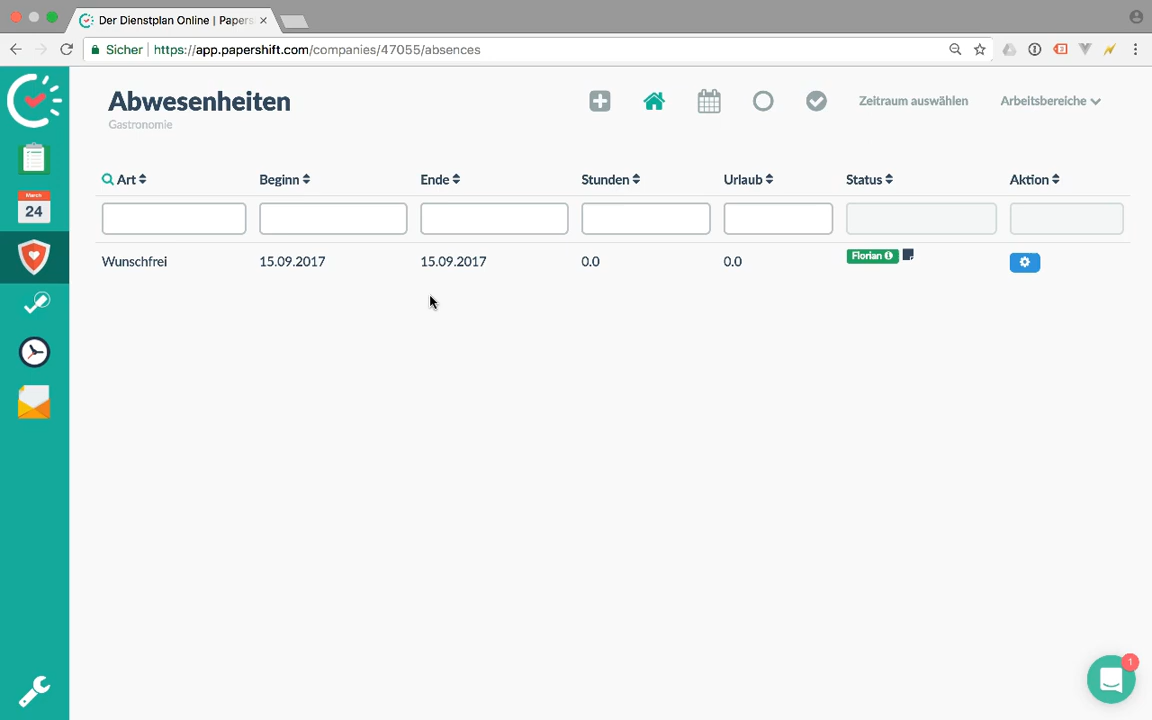 Der Dienstplan Online | Papers
Sicher | https://app.papershift.com/companies/47055/absences
Abwesenheiten
Gastronomie
Zeitraum auswählen
Arbeitsbereiche
Art
Beginn
Ende
Stunden
Urlaub
Status
Aktion
Wunschfrei
15.09.2017
15.09.2017
0.0
0.0
Florian
March
24
1